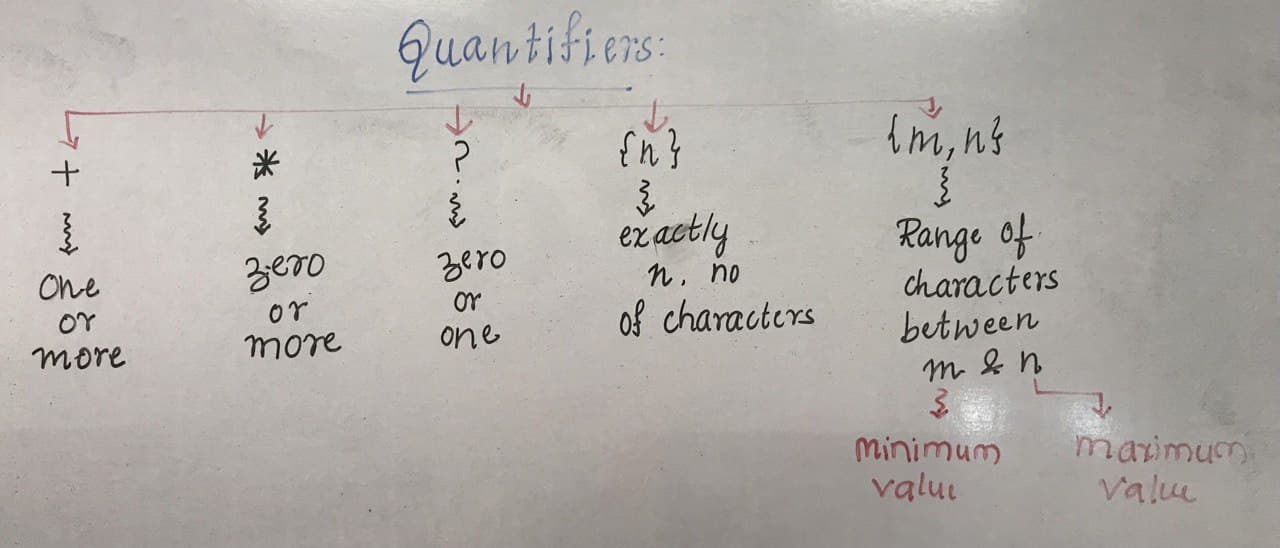 Quantifiers:
+
One
or
more
*
zero
or
more
?
zero
or
one
{n}
exactly
n. no
of characters
{m,n}
Range of
characters
between
m & n
minimum
value
maximum
value